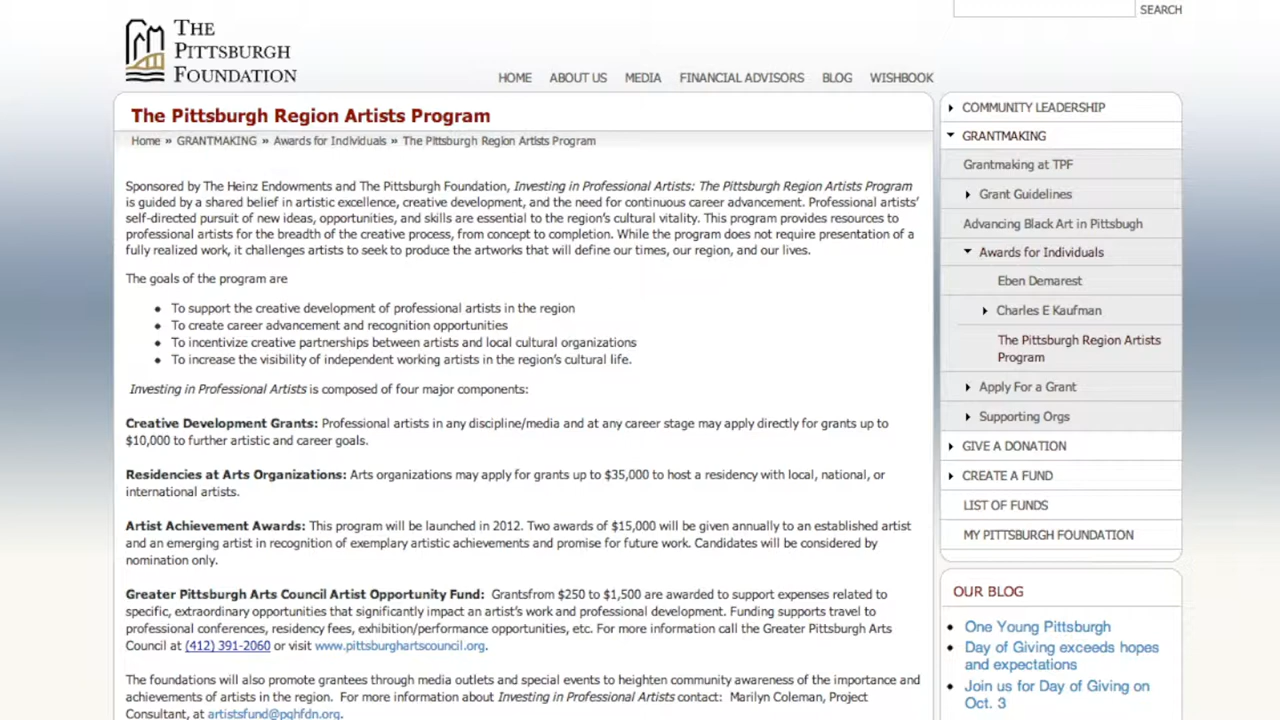 SEARCH
THE
PITTSBURGH
FOUNDATION
HOME ABOUT US MEDIA FINANCIAL ADVISORS BLOG WISHBOOK
The Pittsburgh Region Artists Program
Home » GRANTMAKING » Awards for Individuals » The Pittsburgh Region Artists Program
Sponsored by The Heinz Endowments and The Pittsburgh Foundation, Investing in Professional Artists: The Pittsburgh Region Artists Program
is guided by a shared belief in artistic excellence, creative development, and the need for continuous career advancement. Professional artists'
self-directed pursuit of new ideas, opportunities, and skills are essential to the region's cultural vitality. This program provides resources to
professional artists for the breadth of the creative process, from concept to completion. While the program does not require presentation of a
fully realized work, it challenges artists to seek to produce the artworks that will define our times, our region, and our lives.
The goals of the program are
• To support the creative development of professional artists in the region
• To create career advancement and recognition opportunities
• To incentivize creative partnerships between artists and local cultural organizations
• To increase the visibility of independent working artists in the region's cultural life.
Investing in Professional Artists is composed of four major components:
Creative Development Grants: Professional artists in any discipline/media and at any career stage may apply directly for grants up to
$10,000 to further artistic and career goals.
Residencies at Arts Organizations: Arts organizations may apply for grants up to $35,000 to host a residency with local, national, or
international artists.
Artist Achievement Awards: This program will be launched in 2012. Two awards of $15,000 will be given annually to an established artist
and an emerging artist in recognition of exemplary artistic achievements and promise for future work. Candidates will be considered by
nomination only.
Greater Pittsburgh Arts Council Artist Opportunity Fund: Grantsfrom $250 to $1,500 are awarded to support expenses related to
specific, extraordinary opportunities that significantly impact an artist's work and professional development. Funding supports travel to
professional conferences, residency fees, exhibition/performance opportunities, etc. For more information call the Greater Pittsburgh Arts
Council at (412) 391-2060 or visit www.pittsburghartscouncil.org.
The foundations will also promote grantees through media outlets and special events to heighten community awareness of the importance and
achievements of artists in the region. For more information about Investing in Professional Artists contact: Marilyn Coleman, Project
Consultant, at artistsfund@pghfdn.org.
COMMUNITY LEADERSHIP
GRANTMAKING
Grantmaking at TPF
Grant Guidelines
Advancing Black Art in Pittsbugh
Awards for Individuals
Eben Demarest
Charles E Kaufman
The Pittsburgh Region Artists
Program
Apply For a Grant
Supporting Orgs
GIVE A DONATION
CREATE A FUND
LIST OF FUNDS
MY PITTSBURGH FOUNDATION
OUR BLOG
• One Young Pittsburgh
• Day of Giving exceeds hopes
and expectations
• Join us for Day of Giving on
Oct. 3